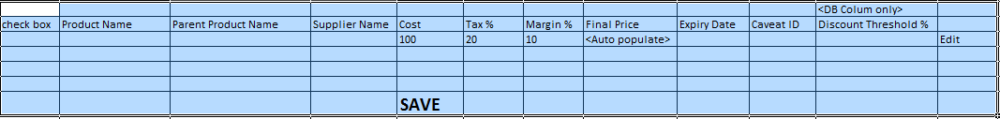 <DB Colum only>
check box Product Name Parent Product Name Supplier Name Cost Tax % Margin % Final Price Expiry Date Caveat ID Discount Threshold %
100 20 10 <Auto populate> Edit
SAVE